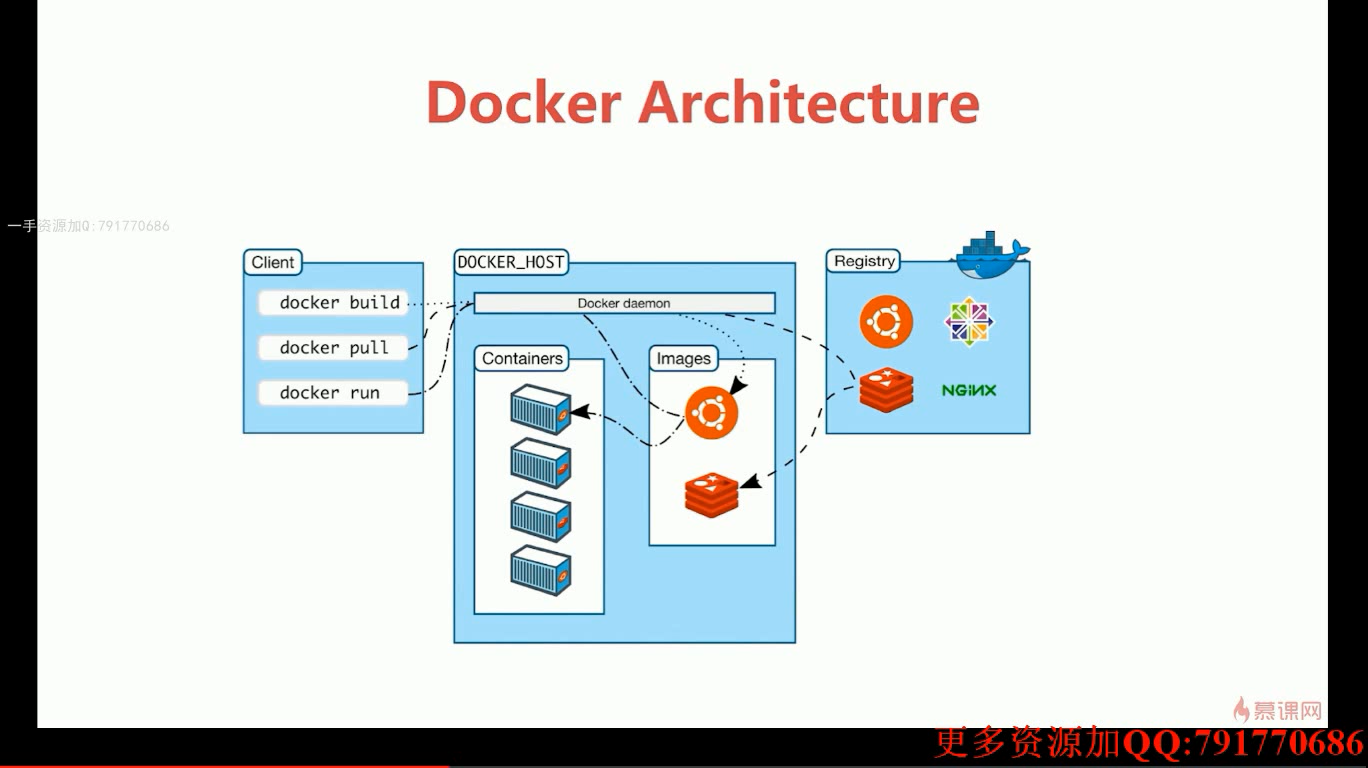 Docker Architecture
一手资源加Q:791770686
Client
docker build
docker pull
docker run
DOCKER_HOST
Docker daemon
Containers
Images
Registry
NGiNX
慕课网
更多资源加QQ:791770686